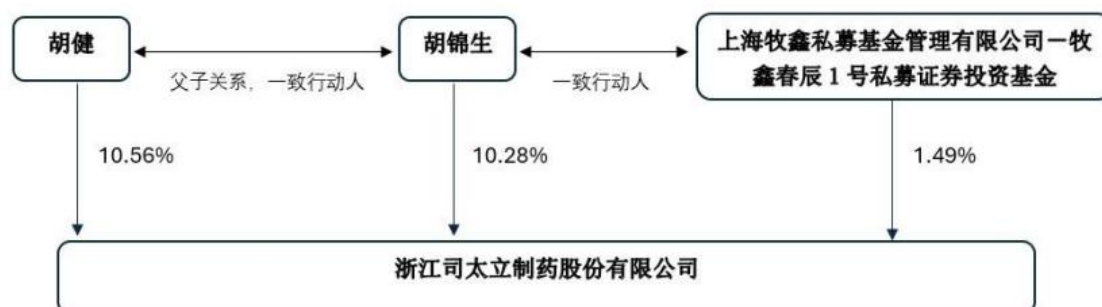 胡健
胡锦生
上海牧鑫私募基金管理有限公司－牧
鑫春辰 1 号私募证券投资基金
父子关系，一致行动人
一致行动人
10.56%
10.28%
1.49%
浙江司太立制药股份有限公司